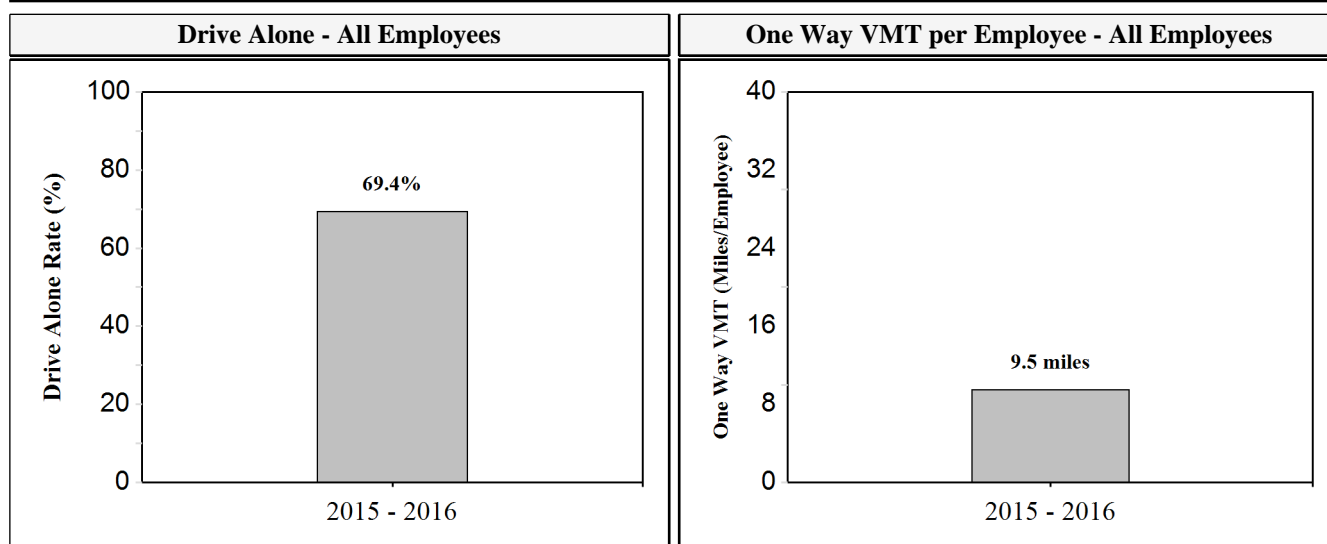 Drive Alone - All Employees
Drive Alone Rate (%)
100
80
60
40
20
0
69.4%
2015 - 2016
One Way VMT per Employee - All Employees
One Way VMT (Miles/Employee)
40
32
24
16
8
0
9.5 miles
2015 - 2016